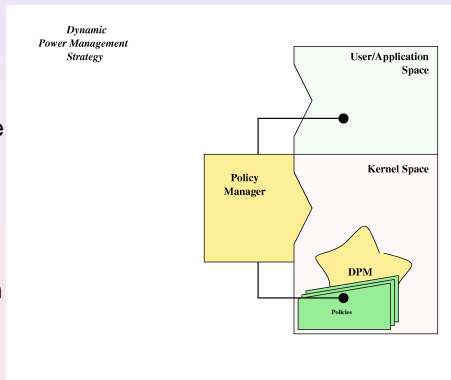 Dynamic
Power Management
Strategy
User/Application
Space
Kernel Space
Policy
Manager
DPM
Policies